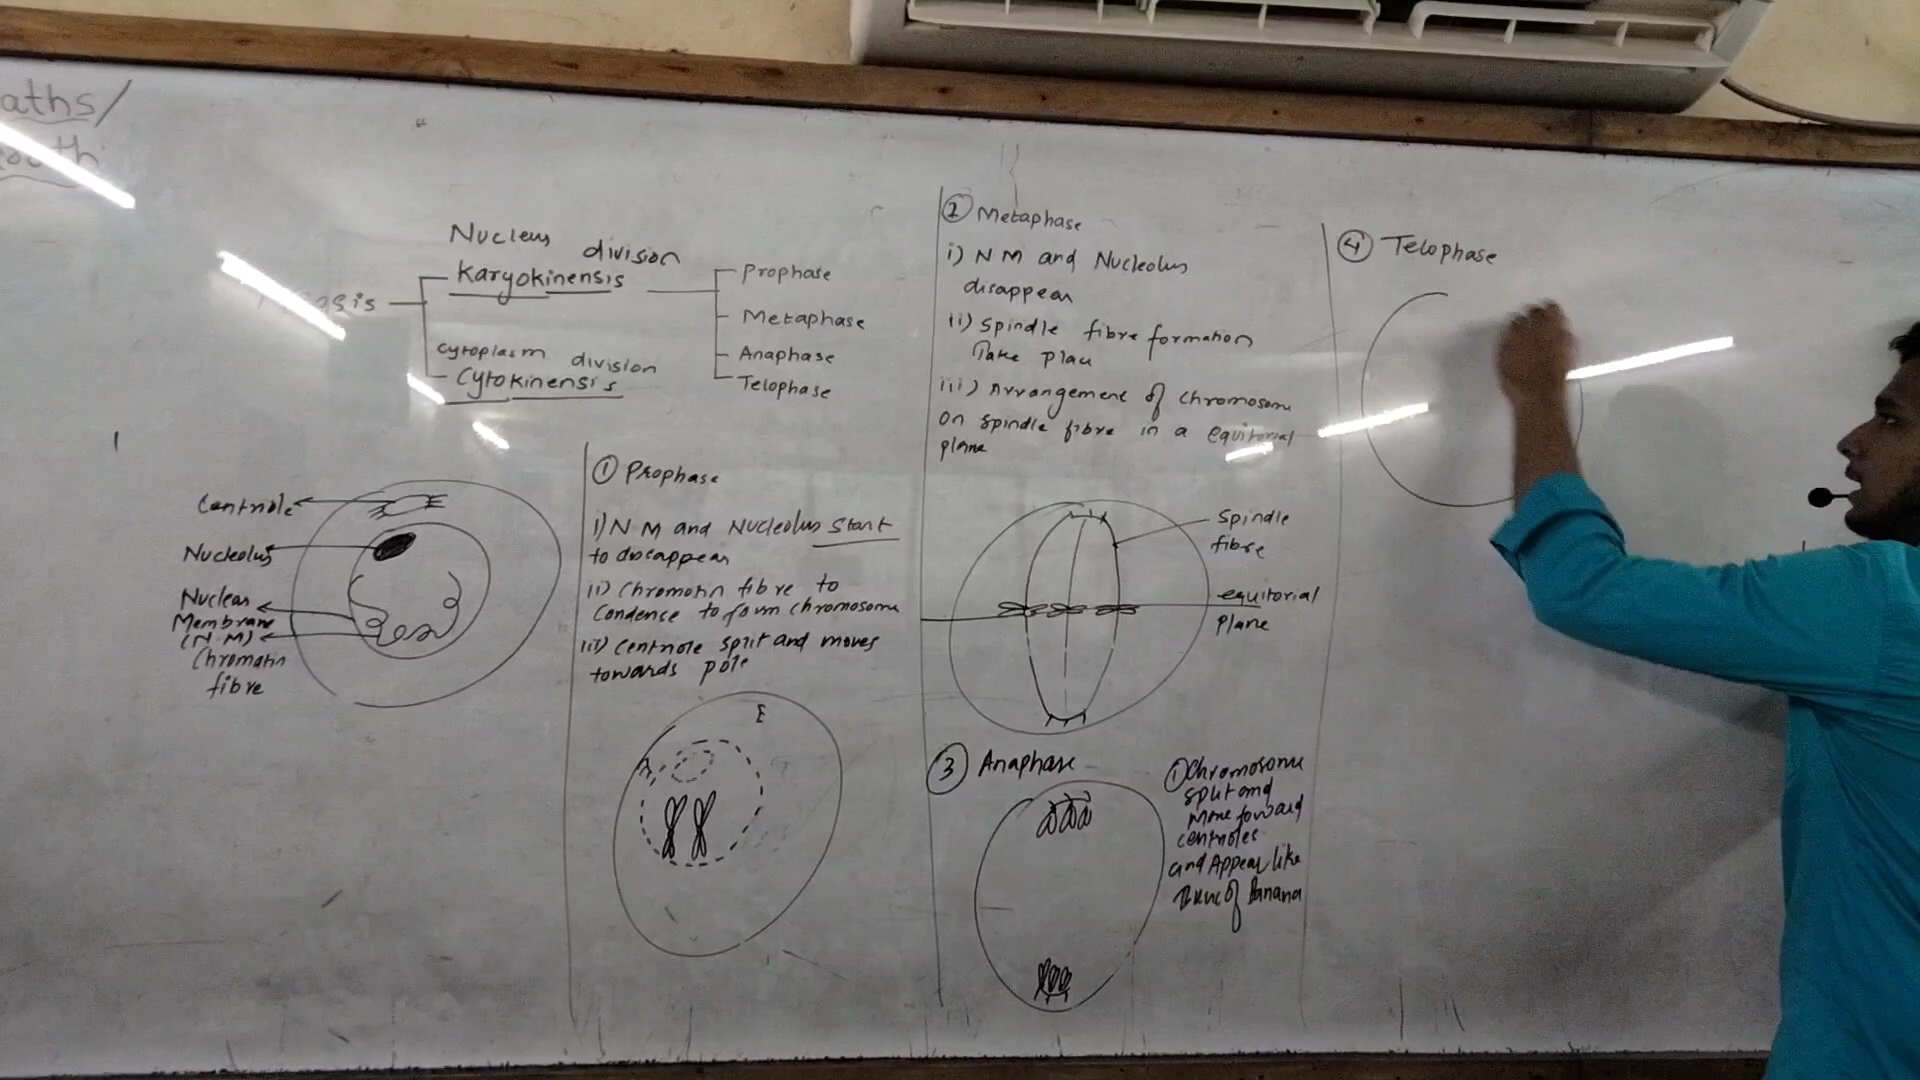 aths/
Nucleus division
Karyokinensis
Cytoplasm division
Cytokinensis
Prophase
Metaphase
Anaphase
Telophase
Centriole
Nucleolus
Nuclear
Membrane
(N M)
Chromatin
fibre
① Prophase
i) N M and Nucleolus Start
to disappear
ii) Chromatin fibre to
Condense to form chromosome
iii) Centriole split and moves
towards pole
② Metaphase
i) N M and Nucleolus
disappear
ii) Spindle fibre formation
Take place
iii) Arrangement of chromosome
on spindle fibre in a equitorial
plane
Spindle
fibre
equitorial
plane
③ Anaphase
① Chromosome
split and
move forward
centrioles
and Appear like
of Banana
④ Telophase